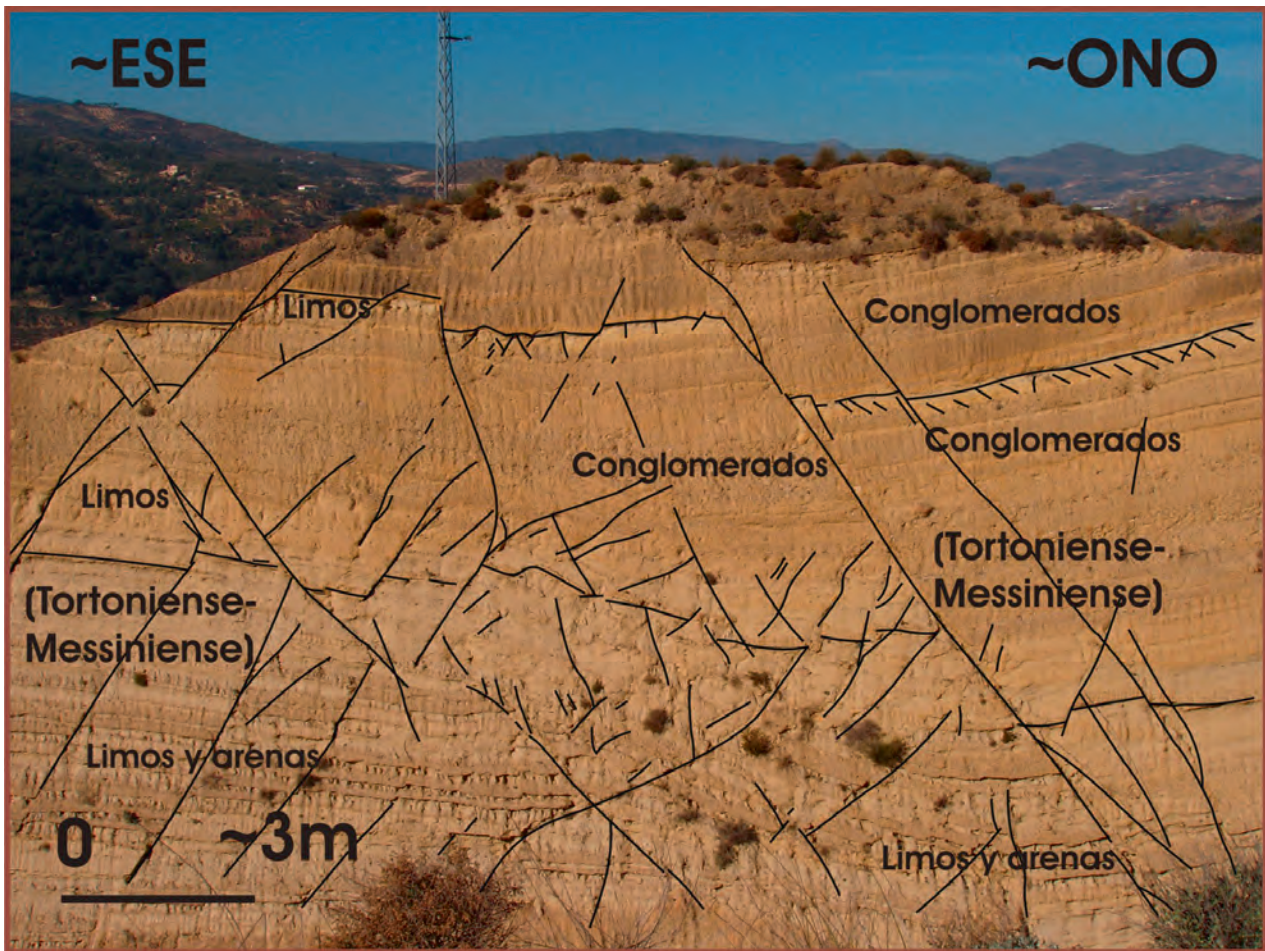 ~ESE
~ONO
Limos
Conglomerados
Conglomerados
Conglomerados
Limos
(Tortoniense-
Messiniense)
(Tortoniense-
Messiniense)
Limos y arenas
0
~3m
Limos y arenas